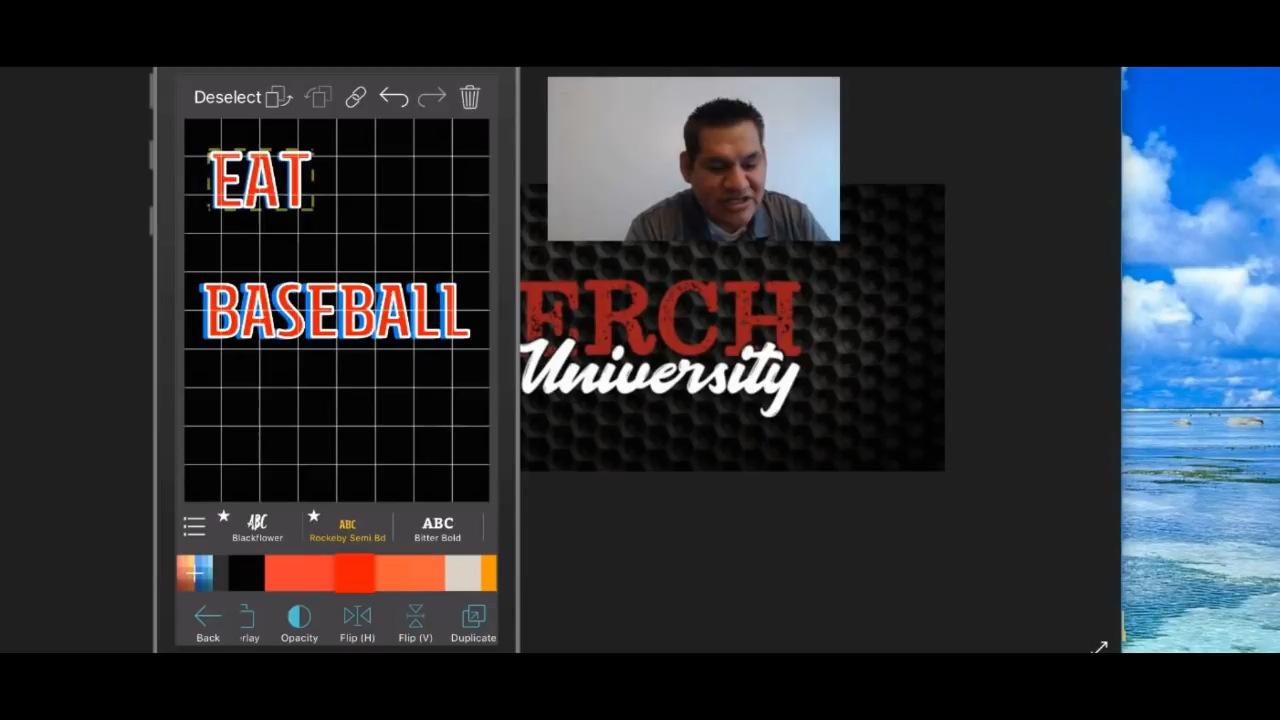 Deselect
EAT
BASEBALL
ERCH
University
ABC
Blackflower
ABC
Rockeby Semi Bd
ABC
Bitter Bold
Back
rlay
Opacity
Flip (H)
Flip (V)
Duplicate